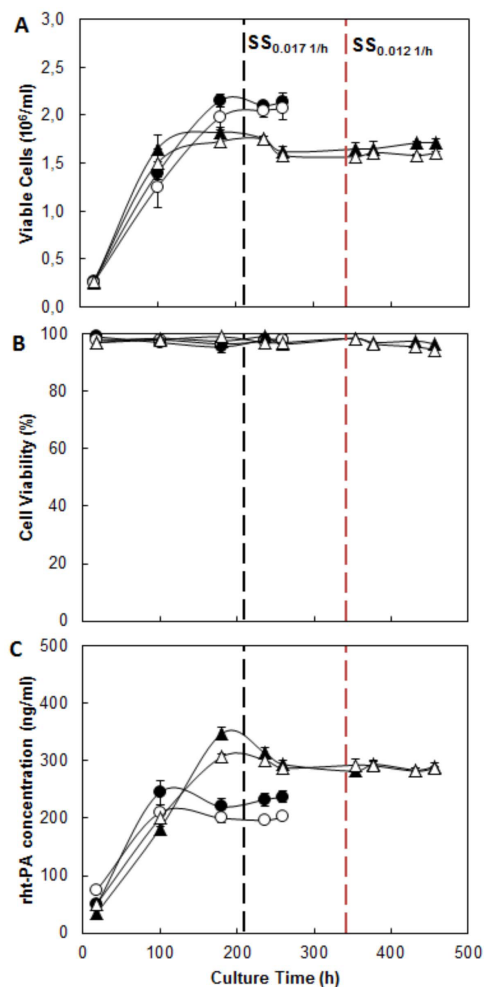 A
3,0
2,5
2,0
1,5
1,0
0,5
0,0
Viable Cells (10⁶/ml)
SS0.017 1/h
SS0.012 1/h
B
100
80
60
40
20
0
Cell Viability (%)
C
500
400
300
200
100
0
rht-PA concentration (ng/ml)
0 100 200 300 400 500
Culture Time (h)